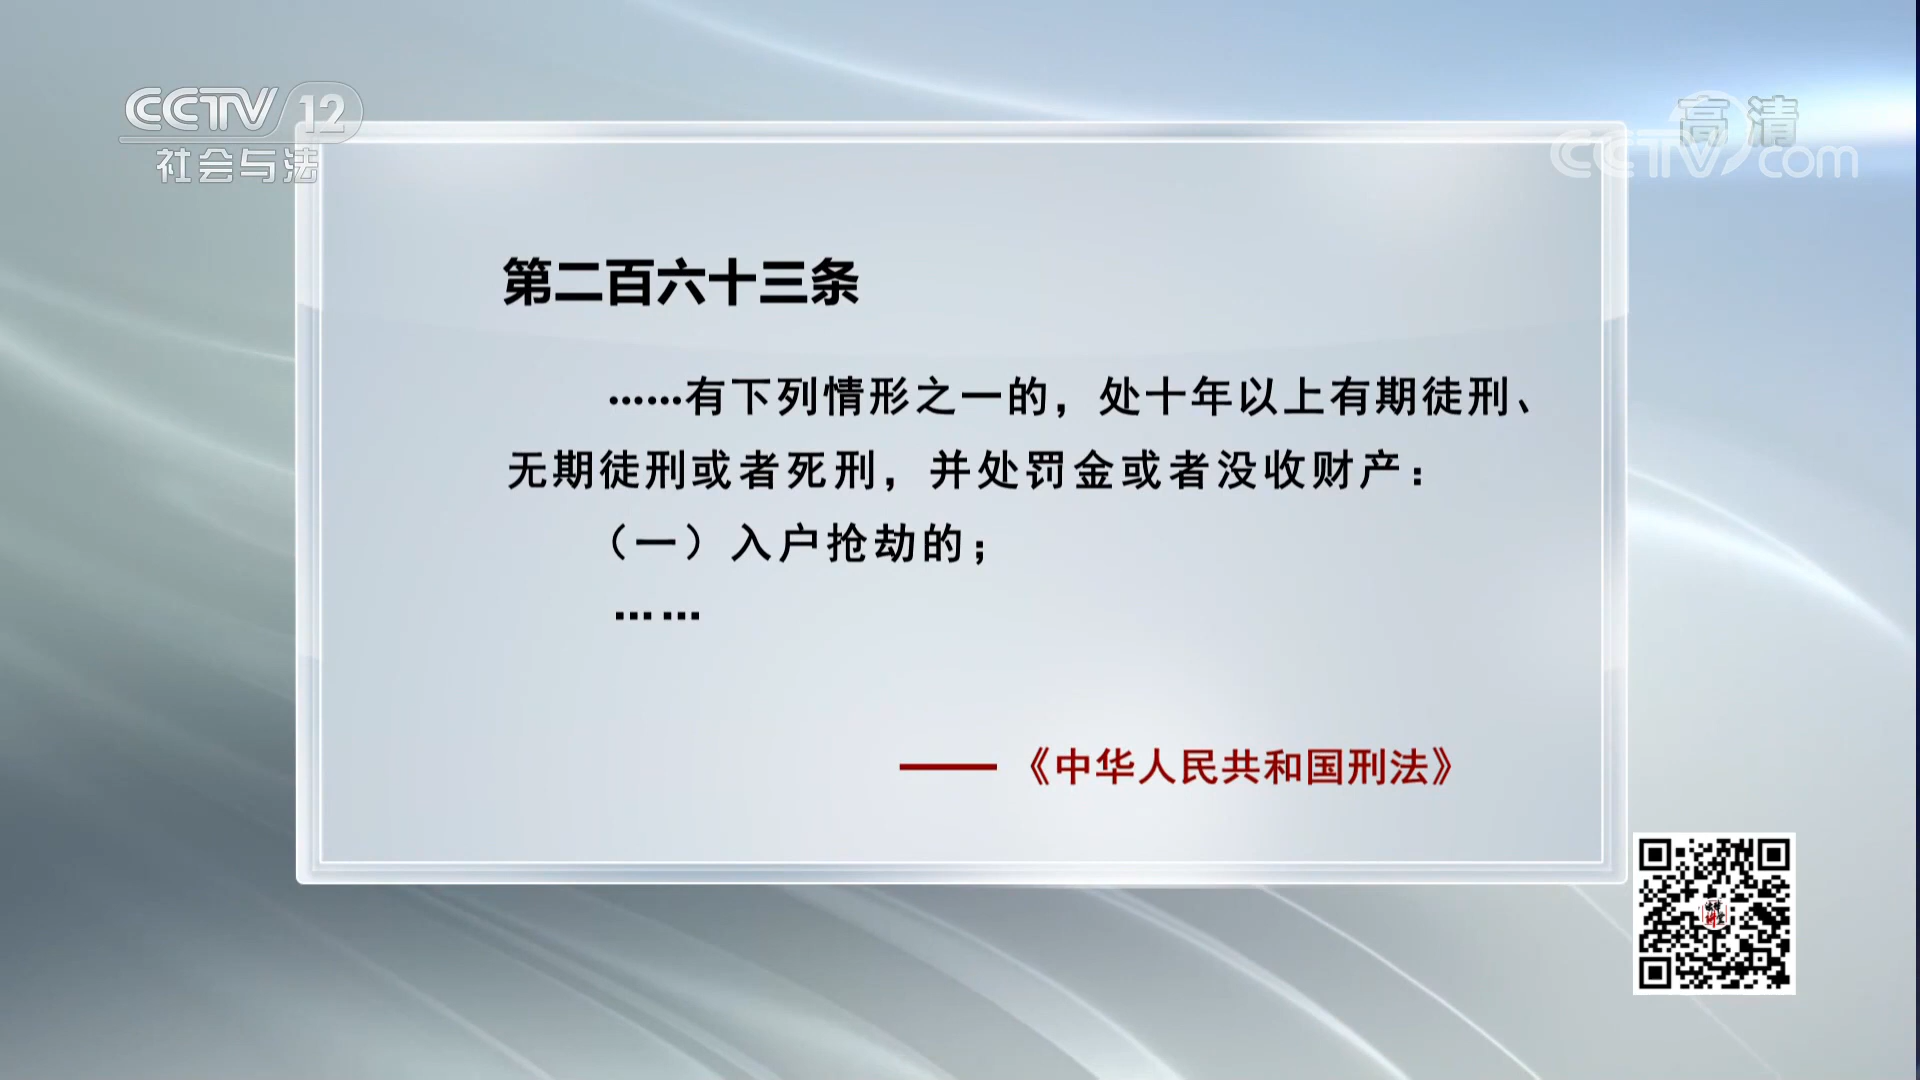 CCTV 12
社会与法
高清
CCTV.com
第二百六十三条
……有下列情形之一的，处十年以上有期徒刑、
无期徒刑或者死刑，并处罚金或者没收财产：
（一）入户抢劫的；
……
——《中华人民共和国刑法》